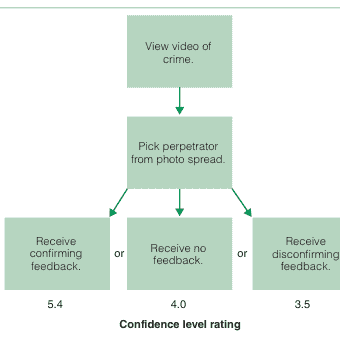 View video of
crime.
Pick perpetrator
from photo spread.
Receive
confirming
feedback.
or
Receive no
feedback.
or
Receive
disconfirming
feedback.
5.4
4.0
3.5
Confidence level rating